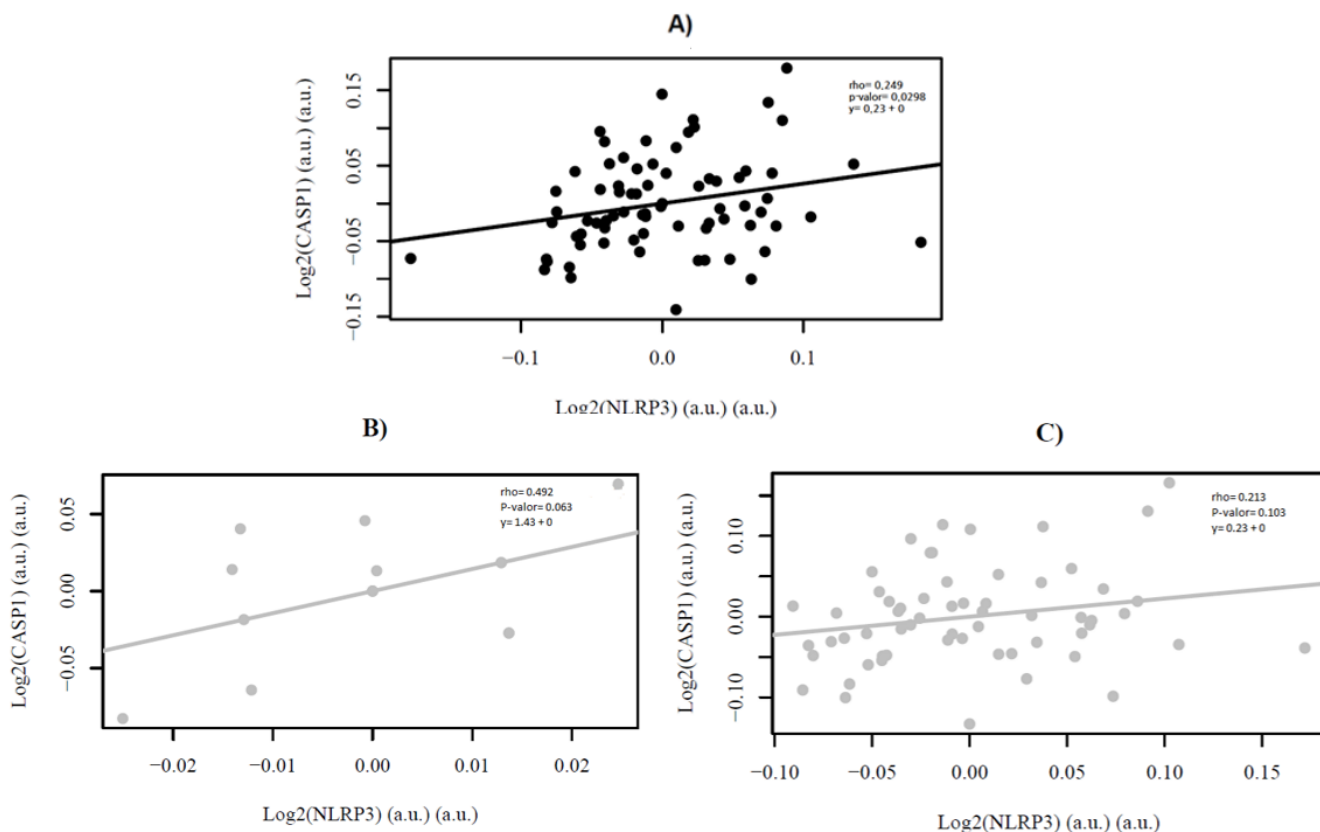 A)
Log2(CASP1) (a.u.) (a.u.)
0.15
0.05
−0.05
−0.15
rho= 0,249
p-valor= 0,0298
y= 0,23 + 0
−0.1
0.0
0.1
Log2(NLRP3) (a.u.) (a.u.)
B)
Log2(CASP1) (a.u.) (a.u.)
0.05
0.00
−0.05
rho= 0.492
P-valor= 0.063
y= 1.43 + 0
−0.02
−0.01
0.00
0.01
0.02
Log2(NLRP3) (a.u.) (a.u.)
C)
Log2(CASP1) (a.u.) (a.u.)
0.10
0.00
−0.10
rho= 0.213
P-valor= 0.103
y= 0.23 + 0
−0.10
−0.05
0.00
0.05
0.10
0.15
Log2(NLRP3) (a.u.) (a.u.)